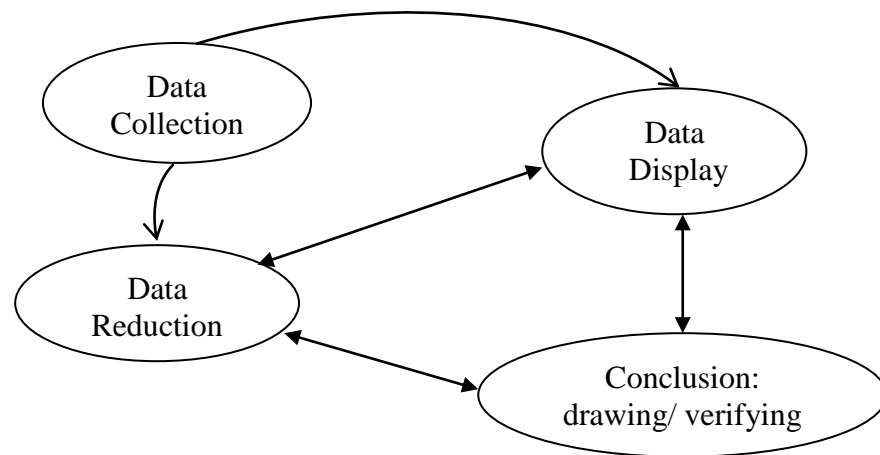 Data
Collection
Data
Display
Data
Reduction
Conclusion:
drawing/ verifying